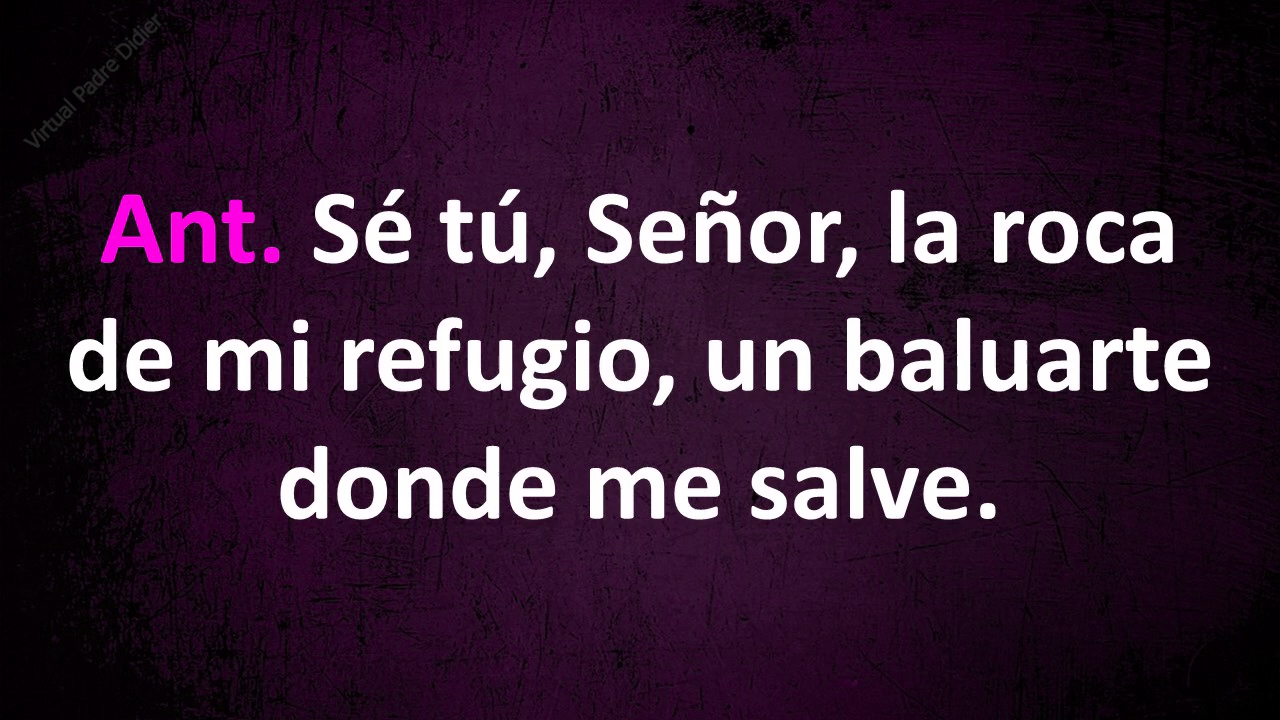 Virtual Padre Didier
Ant. Sé tú, Señor, la roca
de mi refugio, un baluarte
donde me salve.